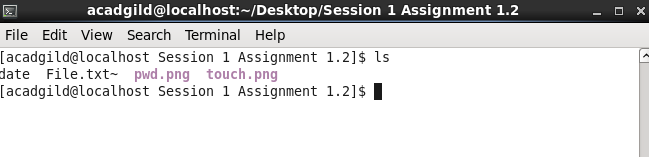 acadgild@localhost:~/Desktop/Session 1 Assignment 1.2
File Edit View Search Terminal Help
[acadgild@localhost Session 1 Assignment 1.2]$ ls
date  File.txt~  pwd.png  touch.png
[acadgild@localhost Session 1 Assignment 1.2]$